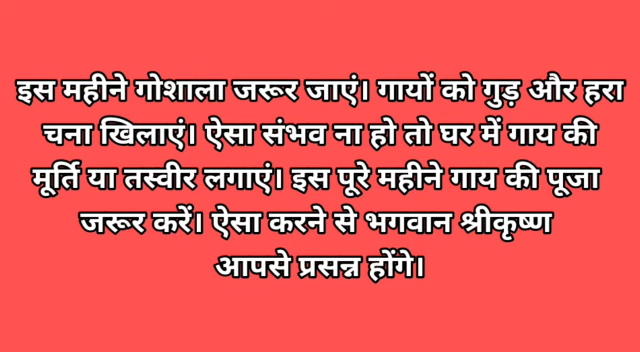 इस महीने गोशाला जरूर जाएं। गायों को गुड़ और हरा
चना खिलाएं। ऐसा संभव ना हो तो घर में गाय की
मूर्ति या तस्वीर लगाएं। इस पूरे महीने गाय की पूजा
जरूर करें। ऐसा करने से भगवान श्रीकृष्ण
आपसे प्रसन्न होंगे।